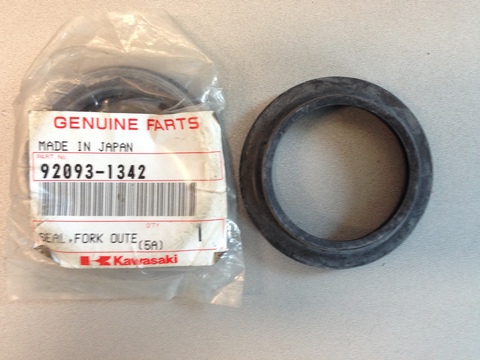 GENUINE PARTS
MADE IN JAPAN
PART No.
92093-1342
QTY
SEAL,FORK OUTE 1
(5A)
Kawasaki